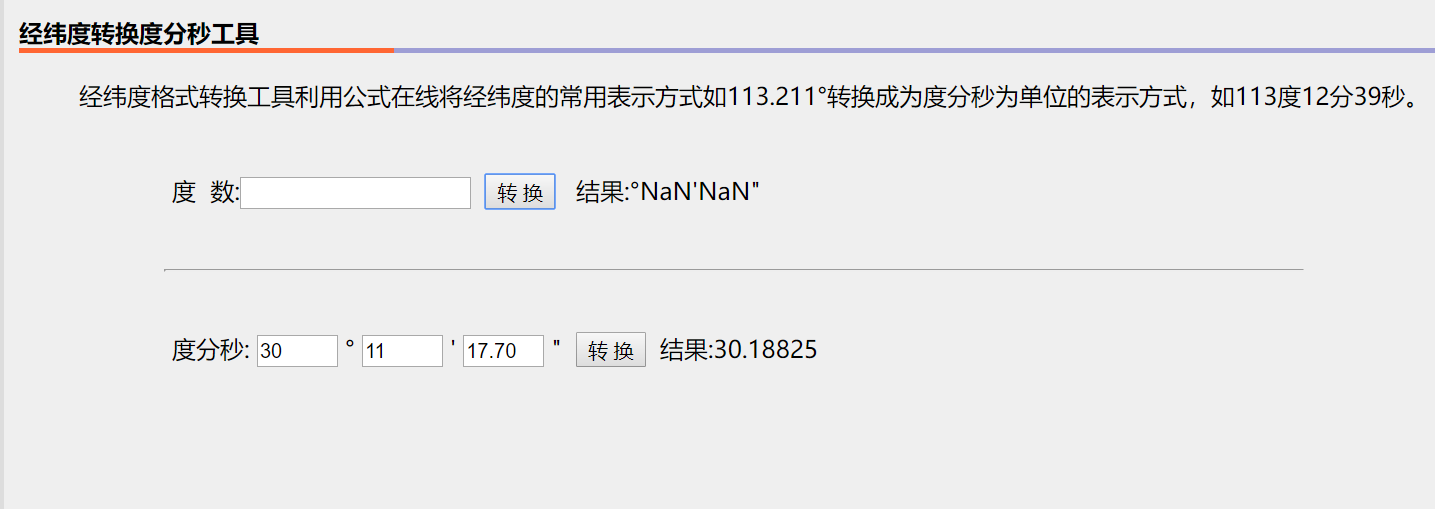 经纬度转换度分秒工具
经纬度格式转换工具利用公式在线将经纬度的常用表示方式如113.211°转换成为度分秒为单位的表示方式，如113度12分39秒。
度 数: 转 换 结果:°NaN'NaN"
度分秒: 30 ° 11 ' 17.70 " 转 换 结果:30.18825